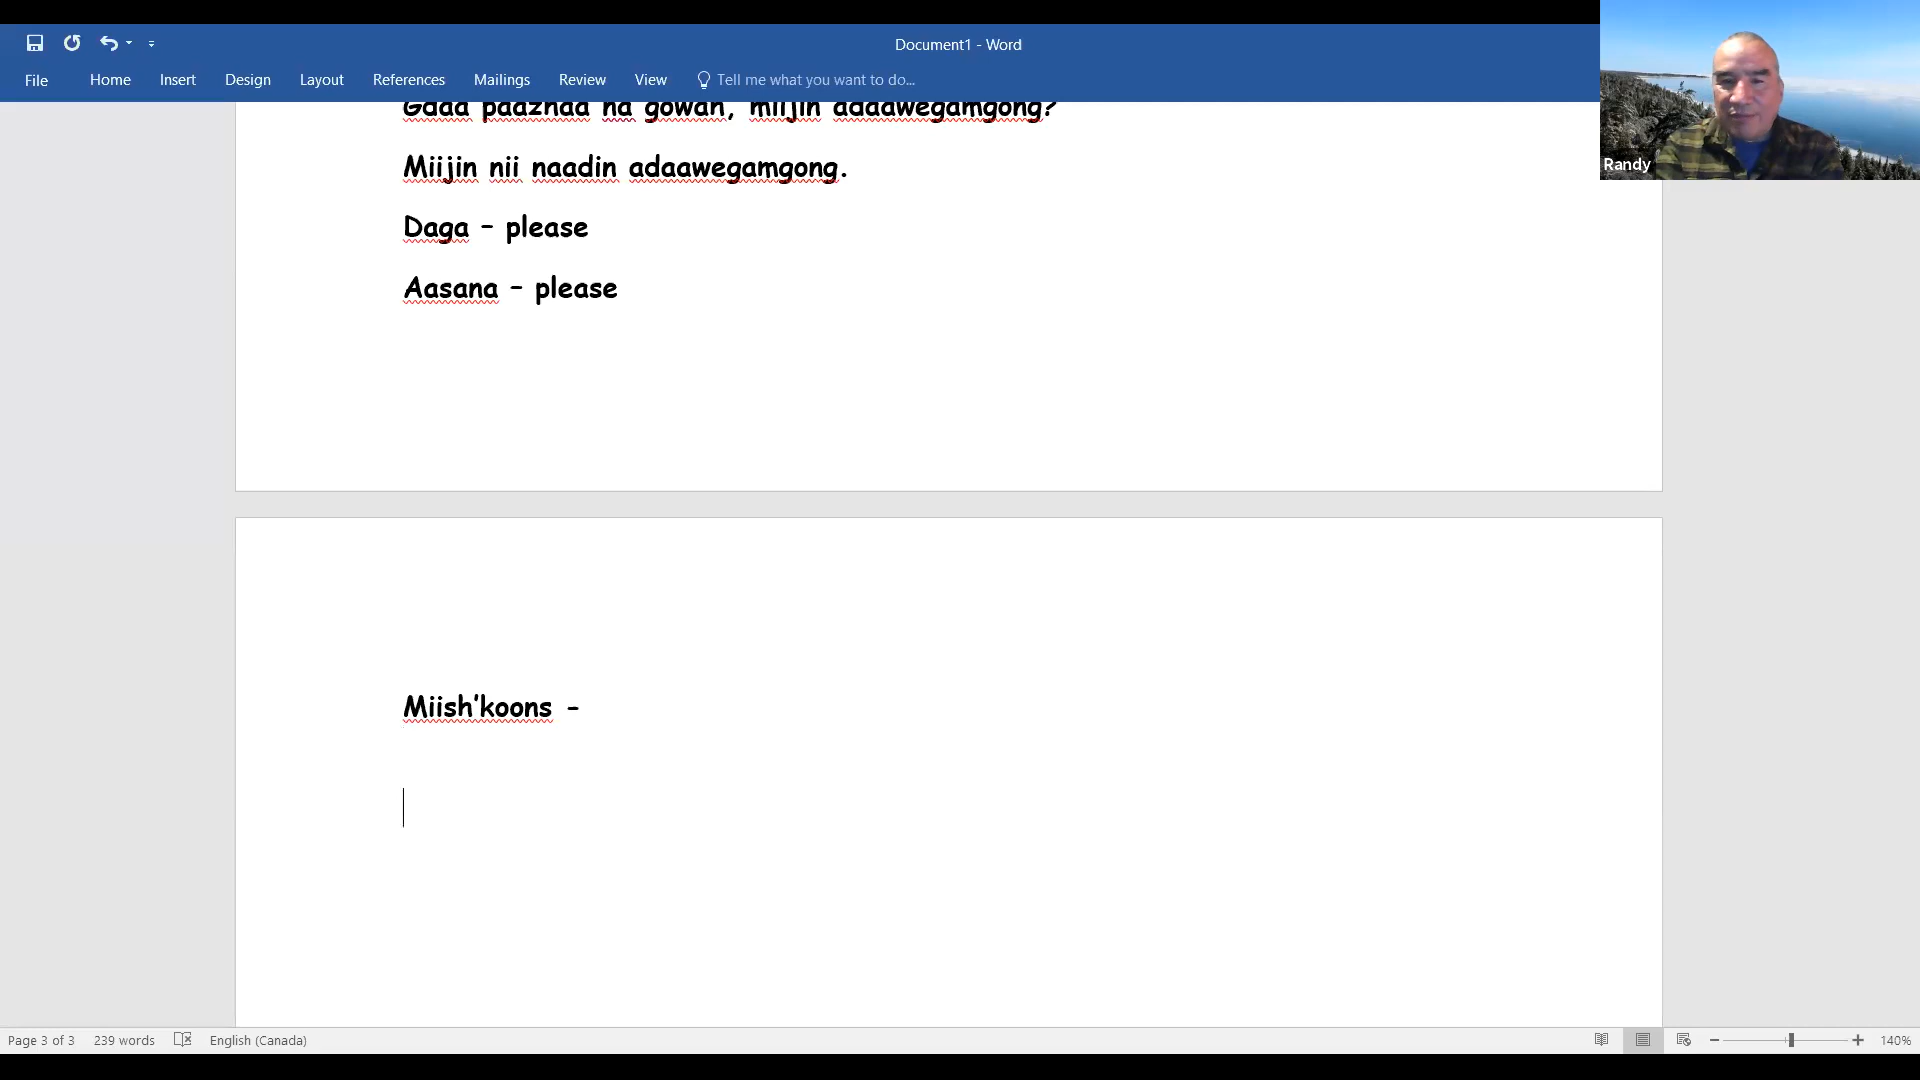 Document1 - Word
File Home Insert Design Layout References Mailings Review View Tell me what you want to do...
Randy
Gdaa paaznaa na gowan, miijin adaawegamgong?
Miijin nii naadin adaawegamgong.
Daga – please
Aasana – please
Miish'koons -
Page 3 of 3 239 words English (Canada) 140%